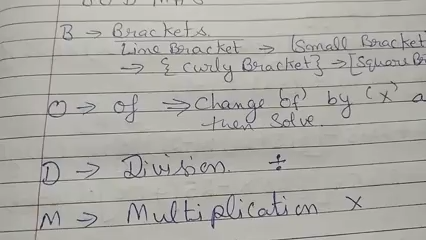 B → Brackets.
Line Bracket → (Small Bracket
→ { Curly Bracket} → [Square
O → of ⇒ Change (of) by (x) a
then Solve.
D → Division ÷
M → Multiplication ×